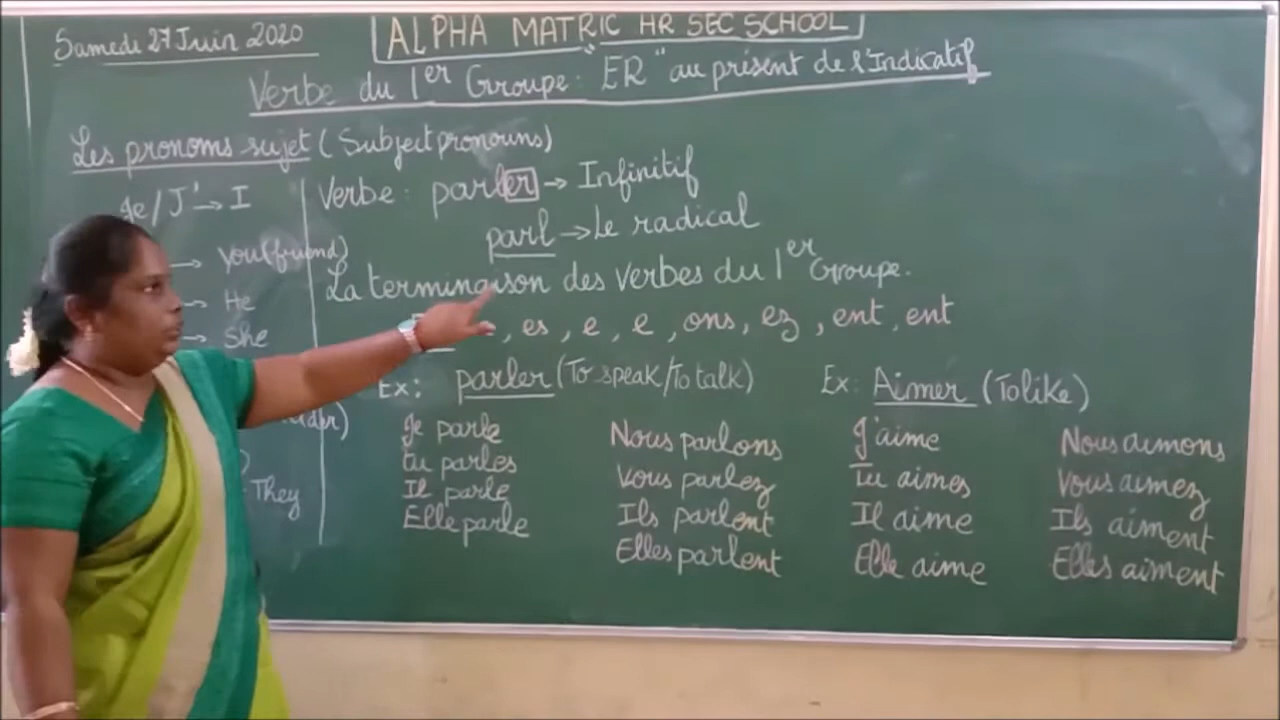 Samedi 27 Juin 2020
ALPHA MATRIC HR SEC SCHOOL
Verbe du 1er Groupe: "ER" au présent de l'Indicatif
Les pronoms sujet (Subject pronouns)
Je/J' → I
→ You (friend)
→ He
→ She
They
Verbe: parler → Infinitif
parl → Le radical
La terminaison des verbes du 1er Groupe.
, es, e, e, ons, ez, ent, ent
Ex: parler (To speak/To talk)
Je parle
Tu parles
Il parle
Elle parle
Nous parlons
Vous parlez
Ils parlent
Elles parlent
Ex: Aimer (To like)
J'aime
Tu aimes
Il aime
Elle aime
Nous aimons
Vous aimez
Ils aiment
Elles aiment